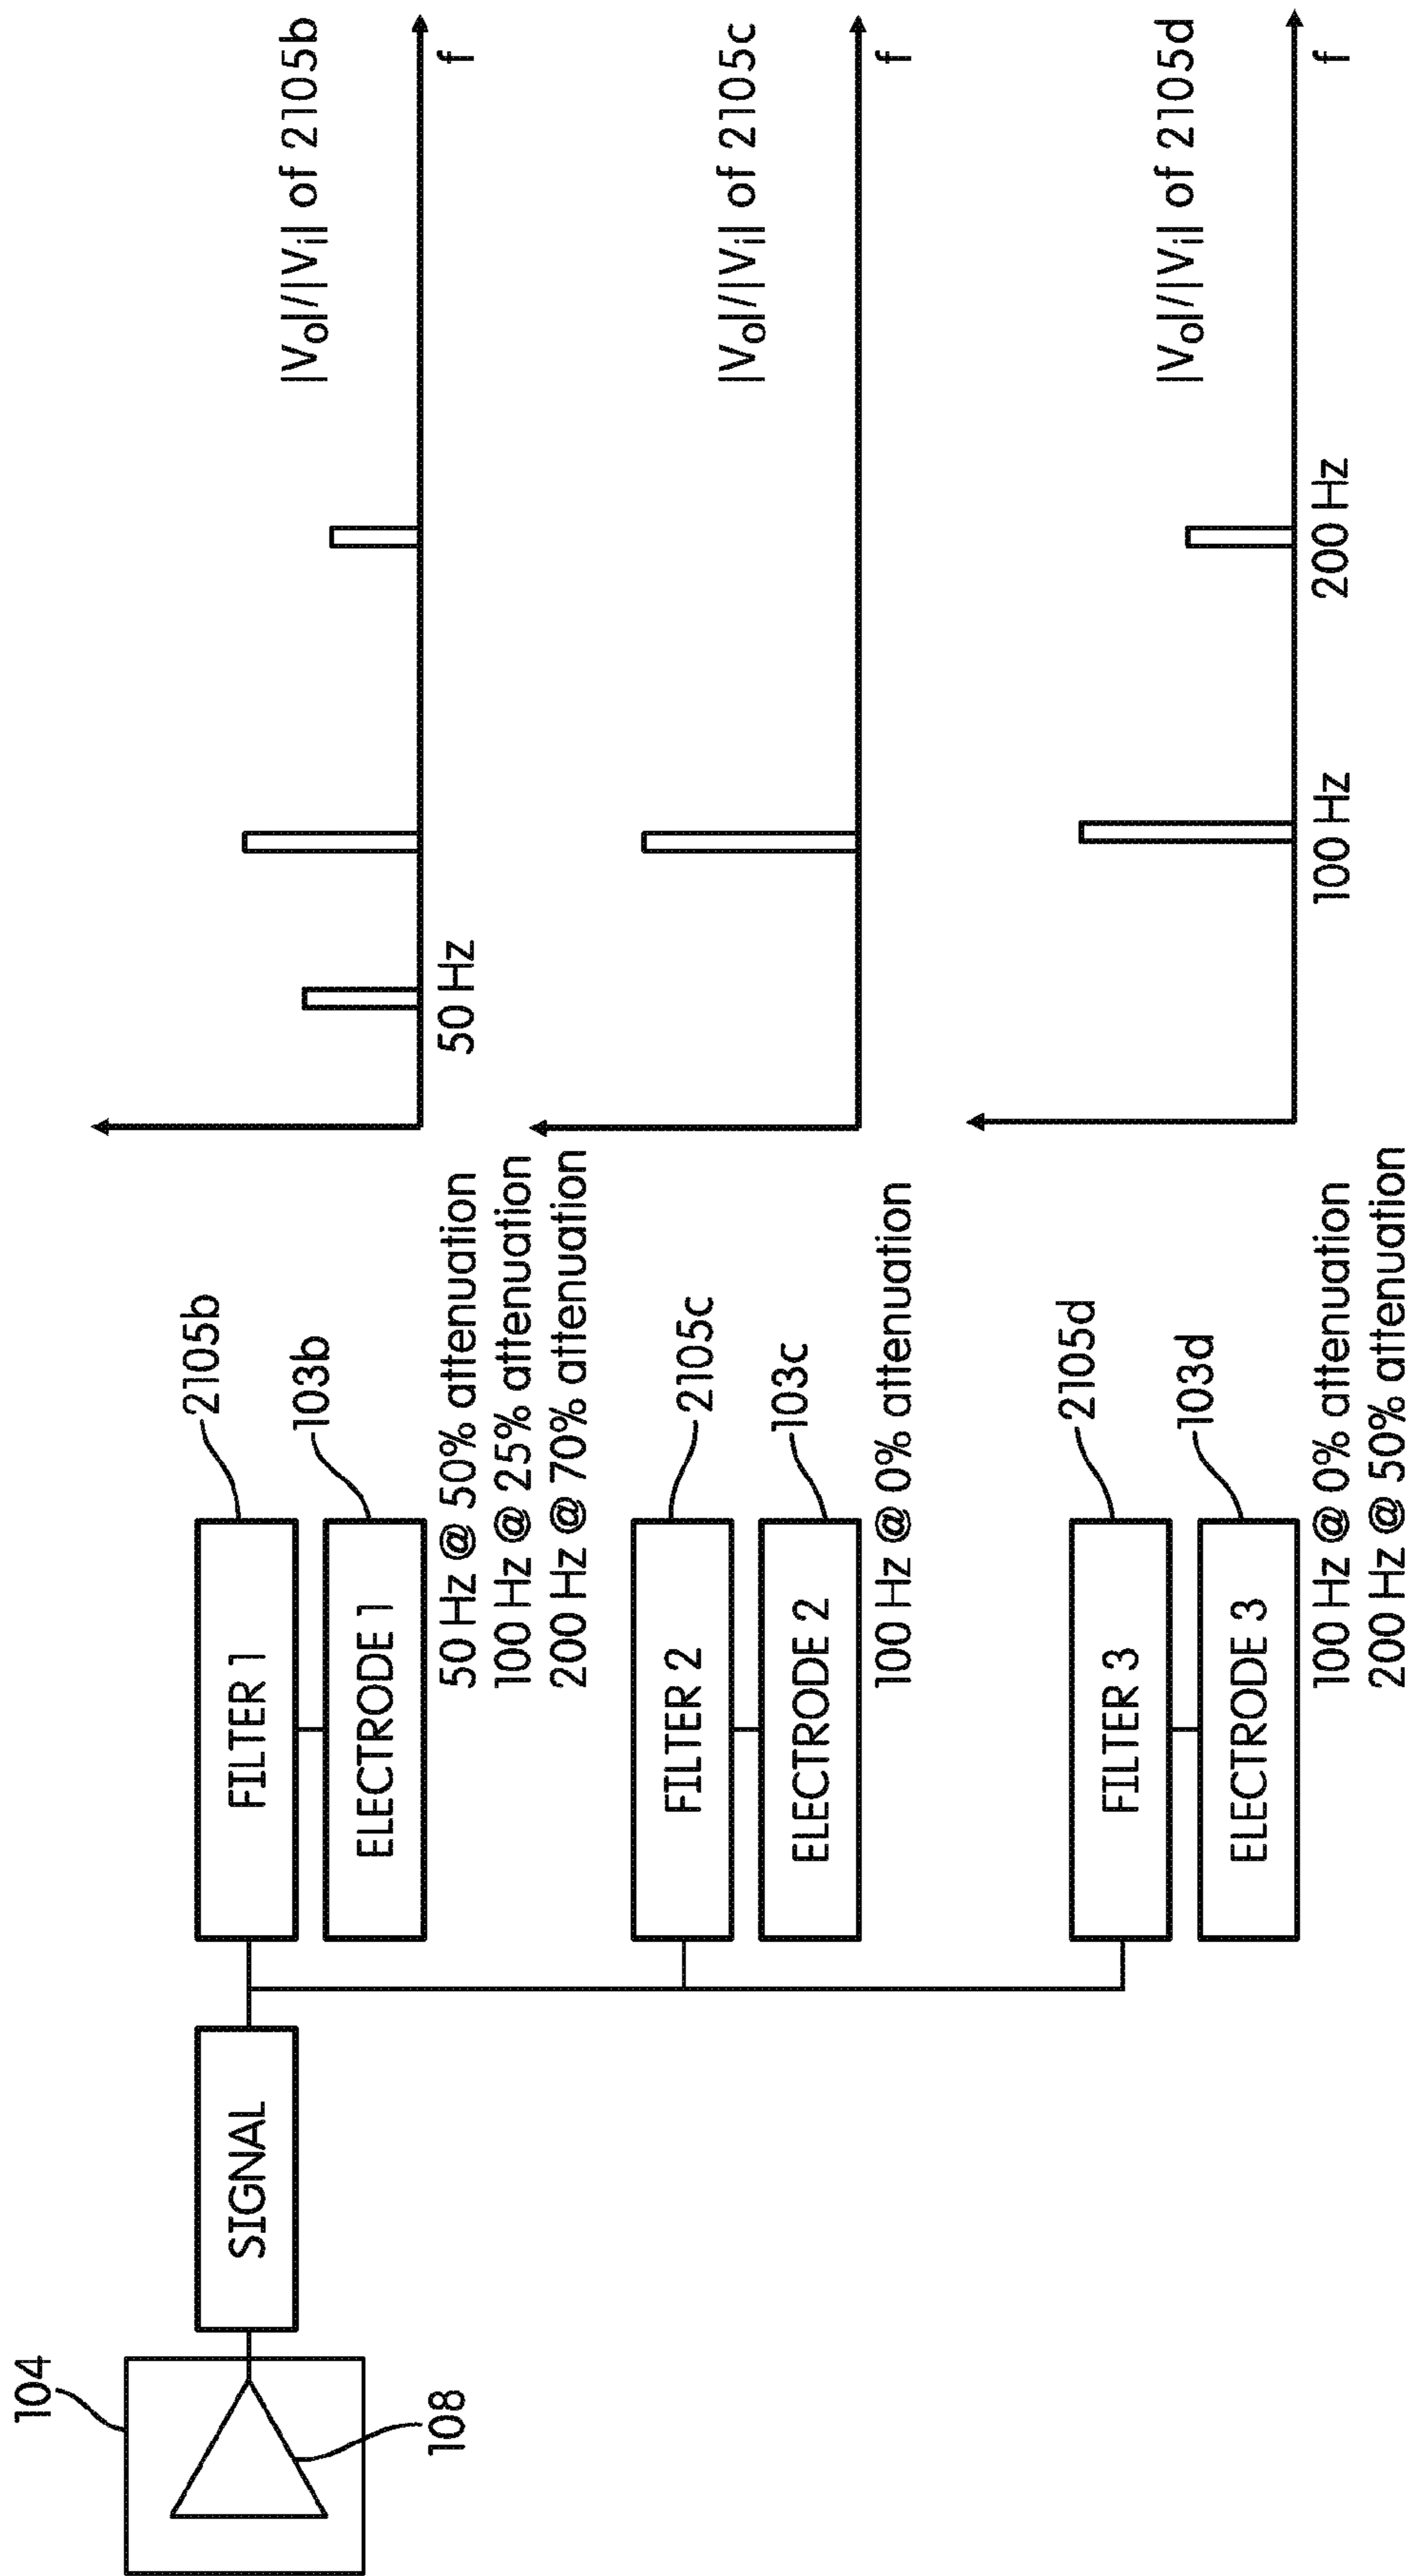 104
108
SIGNAL
FILTER 1
2105b
ELECTRODE 1
103b
50 Hz @ 50% attenuation
100 Hz @ 25% attenuation
200 Hz @ 70% attenuation
|Vo|/|Vi| of 2105b
50 Hz
f
FILTER 2
2105c
ELECTRODE 2
103c
100 Hz @ 0% attenuation
|Vo|/|Vi| of 2105c
f
FILTER 3
2105d
ELECTRODE 3
103d
100 Hz @ 0% attenuation
200 Hz @ 50% attenuation
|Vo|/|Vi| of 2105d
100 Hz
200 Hz
f